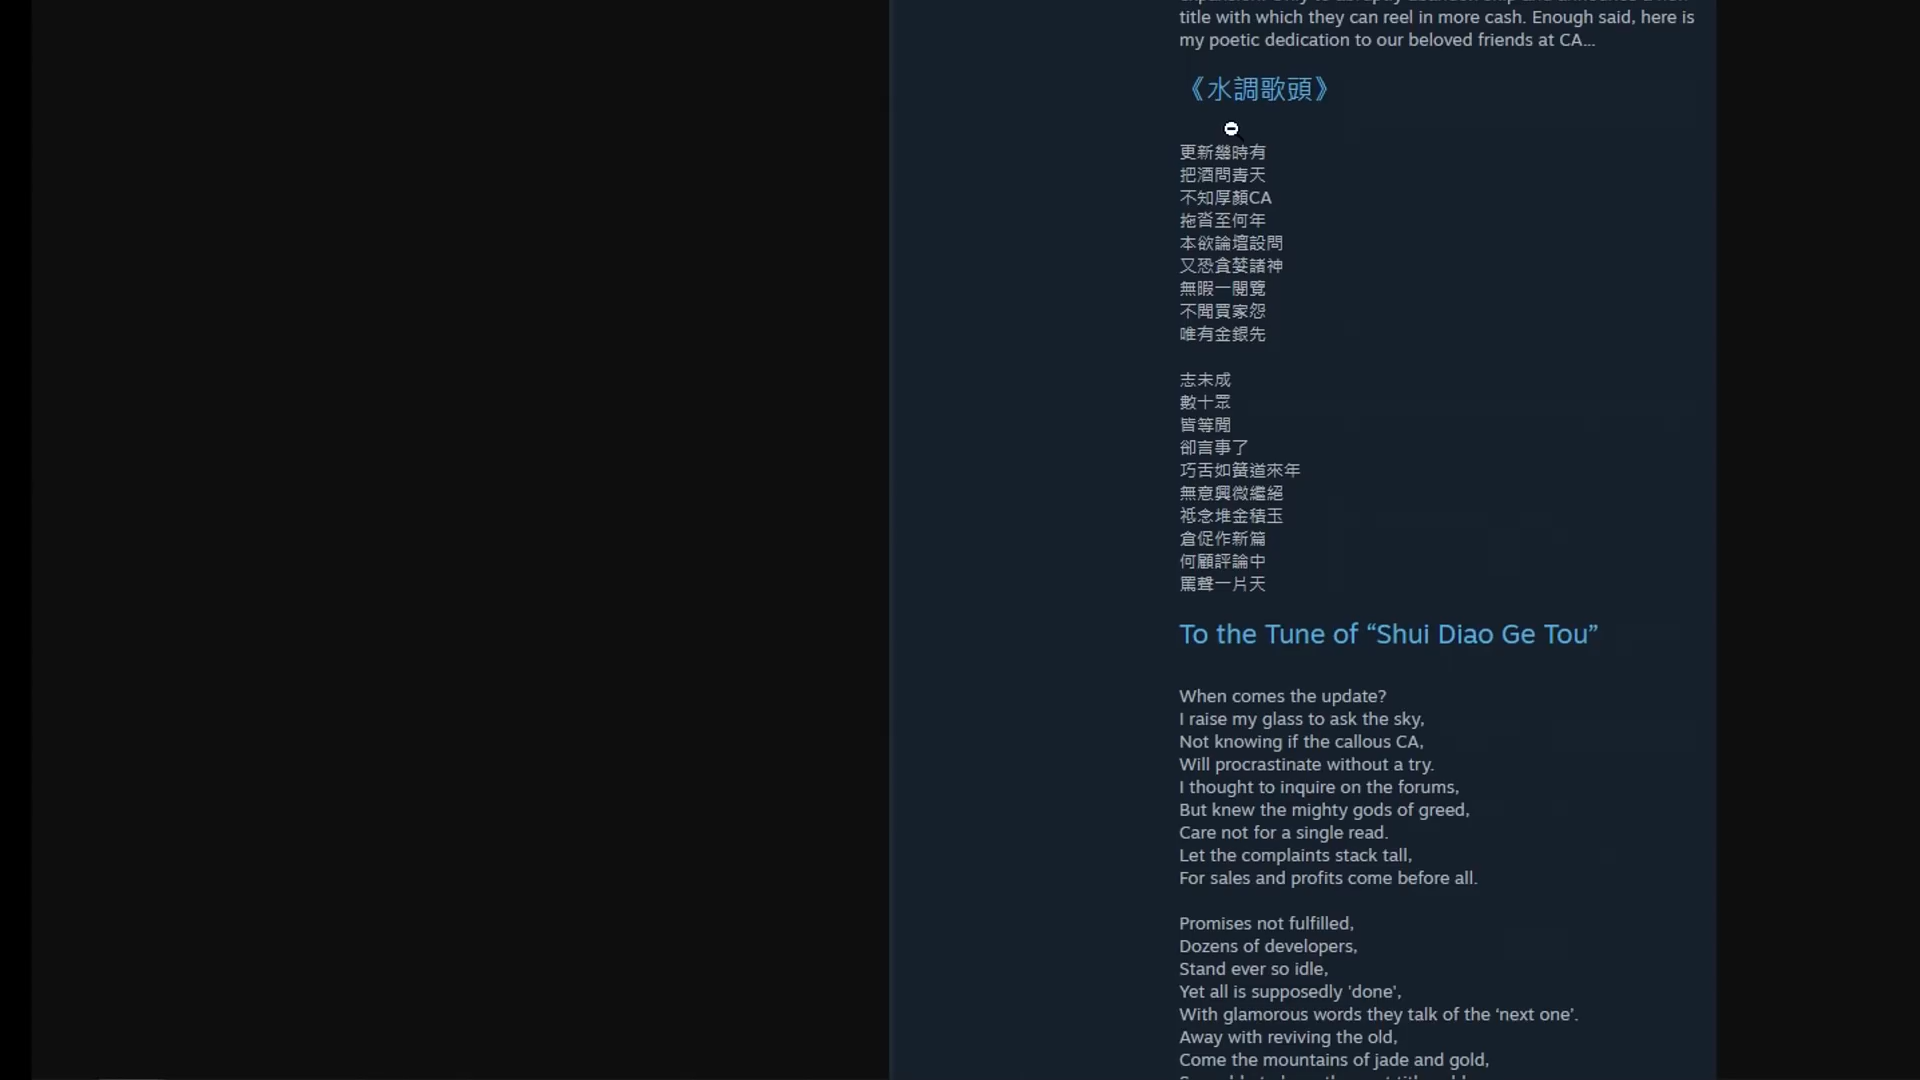 title with which they can reel in more cash. Enough said, here is
my poetic dedication to our beloved friends at CA...
《水調歌頭》
更新幾時有
把酒問青天
不知厚顏CA
拖沓至何年
本欲論壇設問
又恐貪婪諸神
無暇一閱覽
不聞買家怨
唯有金銀先
志未成
數十眾
皆等閒
卻言事了
巧舌如簧道來年
無意興微繼絕
祗念堆金積玉
倉促作新篇
何顧評論中
罵聲一片天
To the Tune of “Shui Diao Ge Tou”
When comes the update?
I raise my glass to ask the sky,
Not knowing if the callous CA,
Will procrastinate without a try.
I thought to inquire on the forums,
But knew the mighty gods of greed,
Care not for a single read.
Let the complaints stack tall,
For sales and profits come before all.
Promises not fulfilled,
Dozens of developers,
Stand ever so idle,
Yet all is supposedly 'done',
With glamorous words they talk of the ‘next one’.
Away with reviving the old,
Come the mountains of jade and gold,